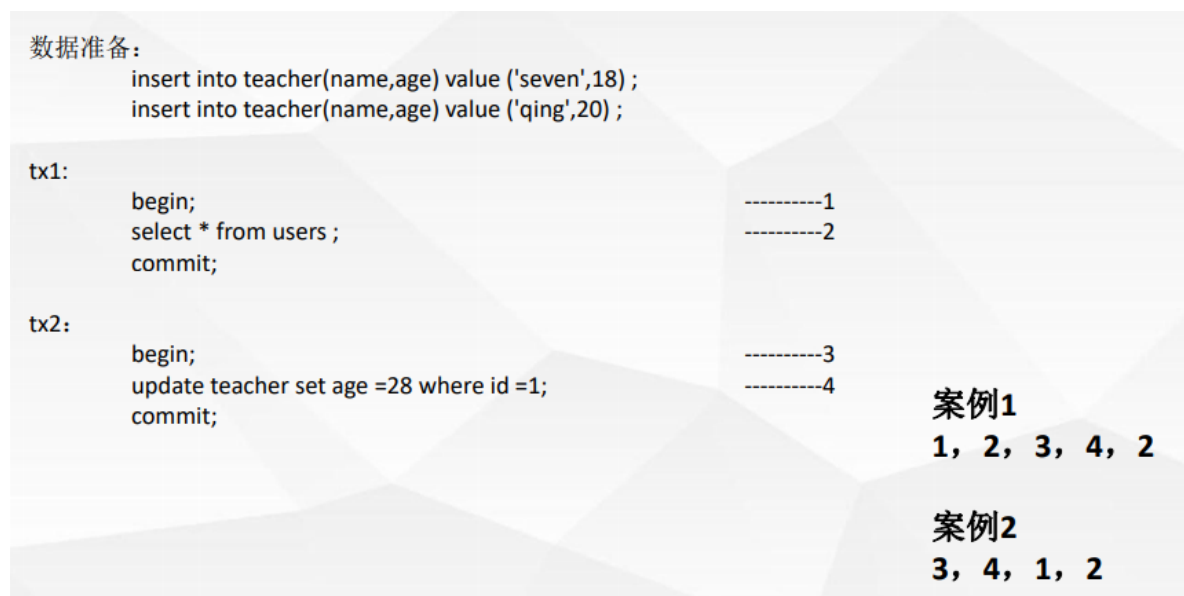 数据准备：
insert into teacher(name,age) value ('seven',18) ;
insert into teacher(name,age) value ('qing',20) ;
tx1:
begin; ----------1
select * from users ; ----------2
commit;
tx2：
begin; ----------3
update teacher set age =28 where id =1; ----------4
commit;
案例1
1，2，3，4，2
案例2
3，4，1，2